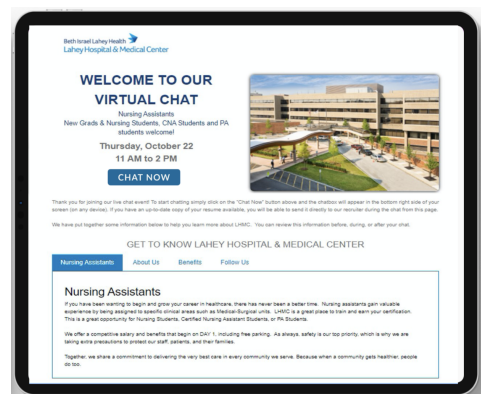 Beth Israel Lahey Health
Lahey Hospital & Medical Center
WELCOME TO OUR
VIRTUAL CHAT
Nursing Assistants
New Grads & Nursing Students, CNA Students and PA
students welcome!
Thursday, October 22
11 AM to 2 PM
CHAT NOW
Thank you for joining our live chat event! To start chatting simply click on the "Chat Now" button above and the chatbox will appear in the bottom right side of your
screen (on any device). If you have an up-to-date copy of your resume available, you will be able to send it directly to our recruiter during the chat from this page.
We have put together some information below to help you learn more about LHMC. You can review this information before, during, or after your chat.
GET TO KNOW LAHEY HOSPITAL & MEDICAL CENTER
Nursing Assistants About Us Benefits Follow Us
Nursing Assistants
If you have been wanting to begin and grow your career in healthcare, there has never been a better time. Nursing assistants gain valuable
experience by being assigned to specific clinical areas such as Medical-Surgical units. LHMC is a great place to train and earn your certification.
This is a great opportunity for Nursing Students, Certified Nursing Assistant Students, or PA Students.
We offer a competitive salary and benefits that begin on DAY 1, including free parking. As always, safety is our top priority, which is why we are
taking extra precautions to protect our staff, patients, and their families.
Together, we share a commitment to delivering the very best care in every community we serve. Because when a community gets healthier, people
do too.